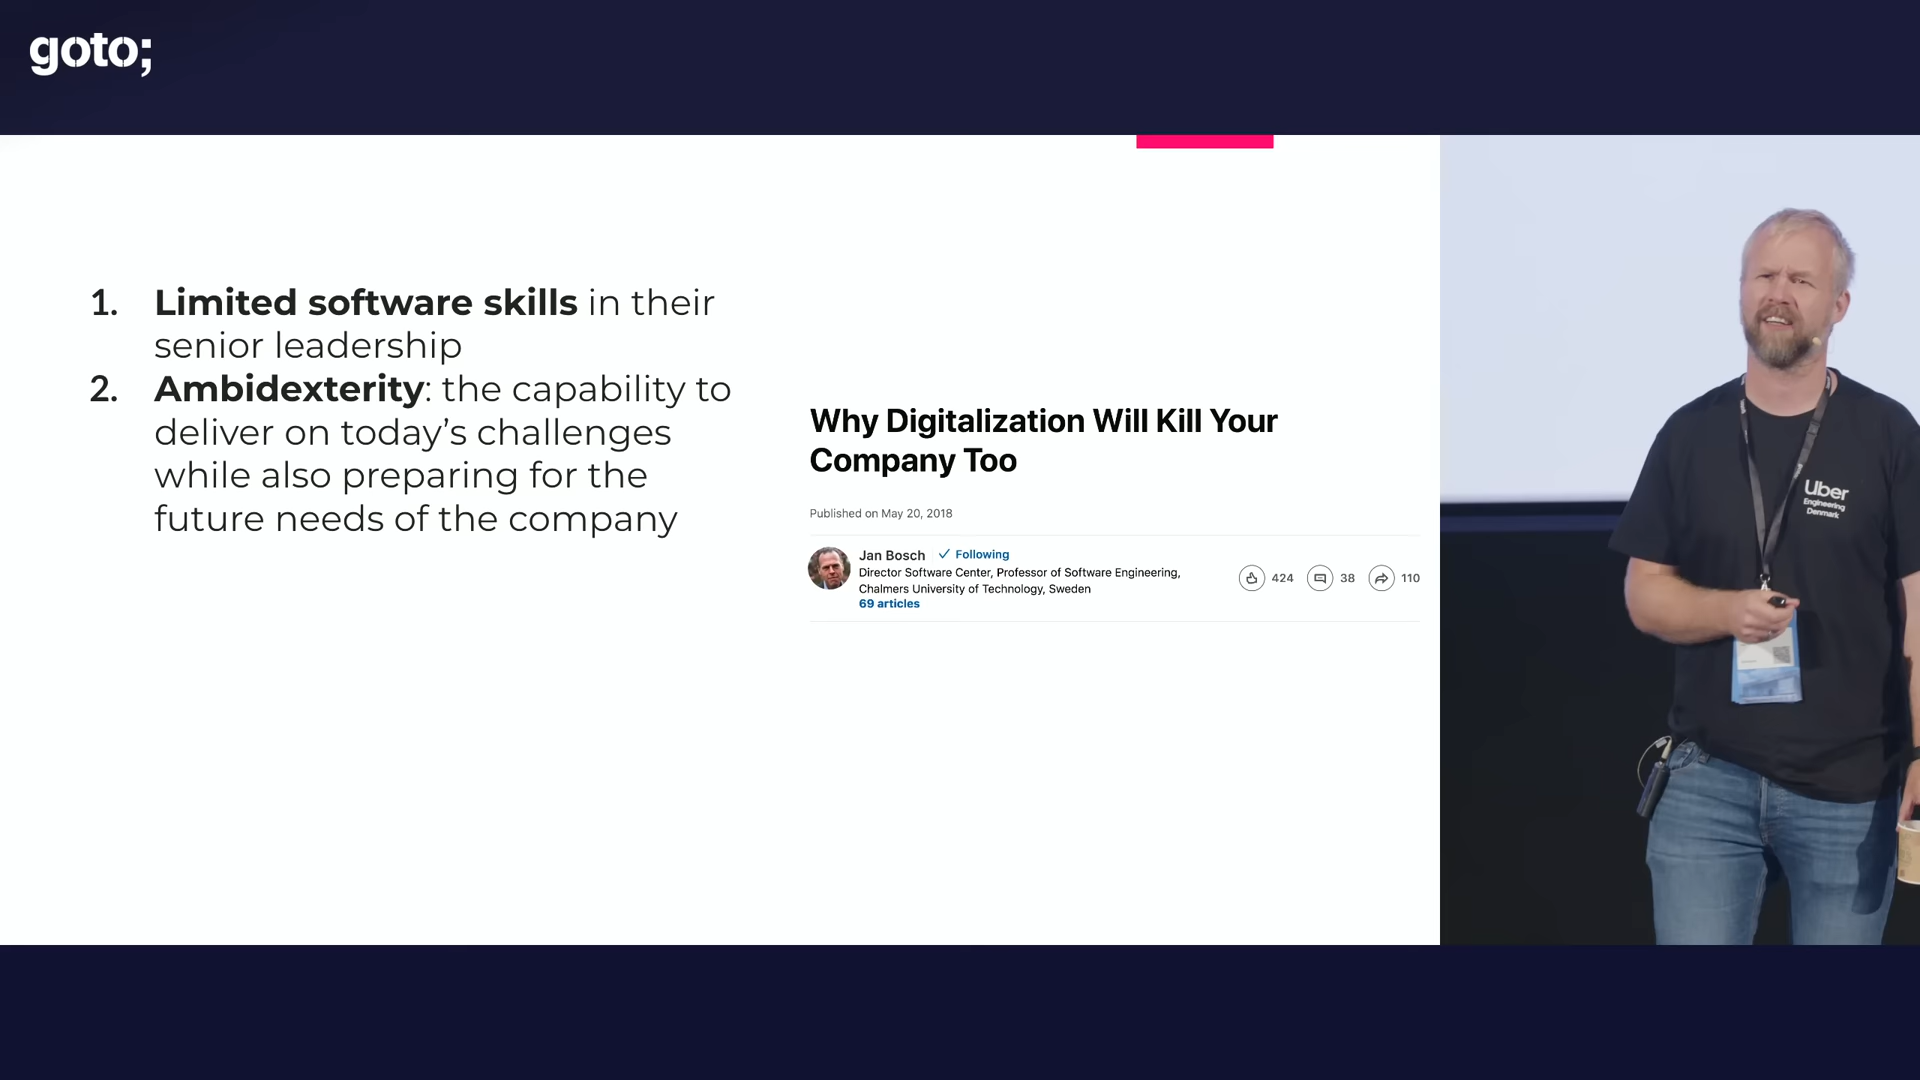 goto;
1. Limited software skills in their
senior leadership
2. Ambidexterity: the capability to
deliver on today’s challenges
while also preparing for the
future needs of the company
Why Digitalization Will Kill Your
Company Too
Published on May 20, 2018
Jan Bosch ✓ Following
Director Software Center, Professor of Software Engineering,
Chalmers University of Technology, Sweden
69 articles
424 38 110
Uber
Engineering
Denmark